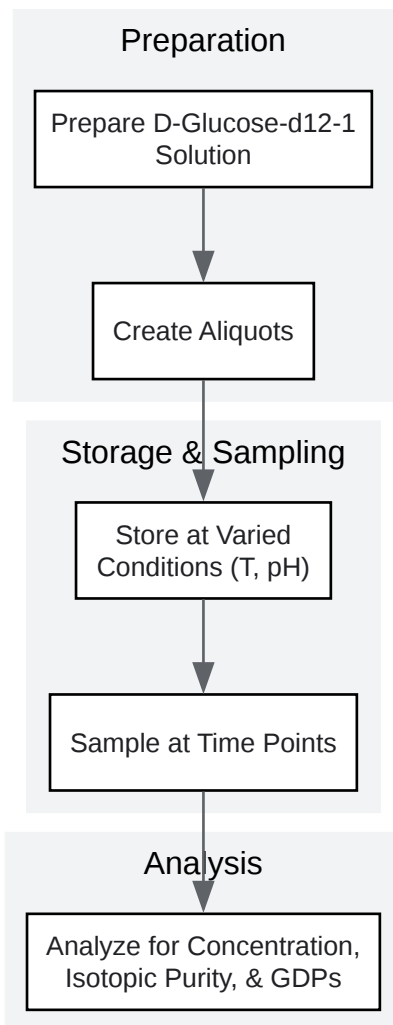 Preparation
Prepare D-Glucose-d12-1
Solution
Create Aliquots
Storage & Sampling
Store at Varied
Conditions (T, pH)
Sample at Time Points
Analysis
Analyze for Concentration,
Isotopic Purity, & GDPs